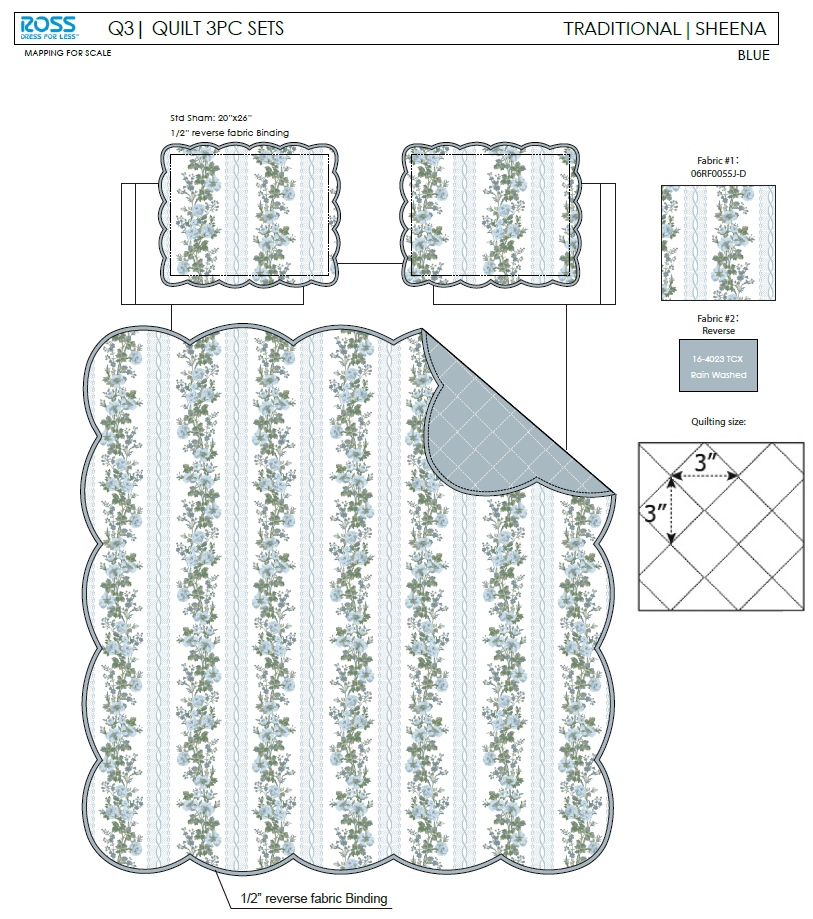 ROSS
DRESS FOR LESS™
Q3| QUILT 3PC SETS
TRADITIONAL | SHEENA
MAPPING FOR SCALE
BLUE
Std Sham: 20"x26"
1/2" reverse fabric Binding
Fabric #1:
06RF0055J-D
Fabric #2:
Reverse
16-4023 TCX
Rain Washed
Quilting size:
3”
3”
1/2” reverse fabric Binding